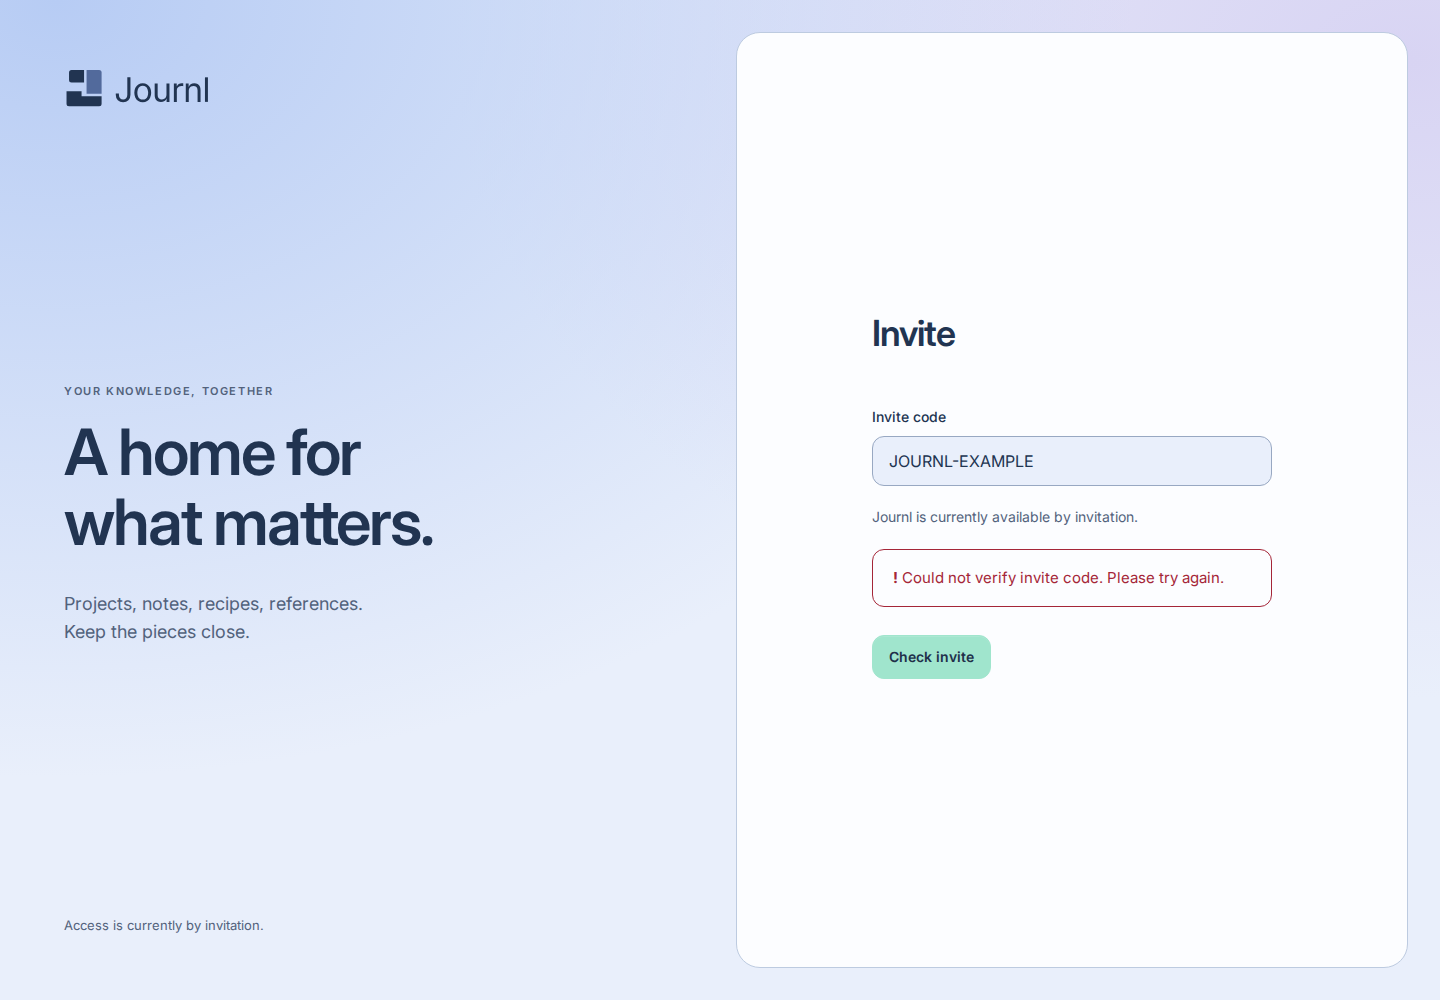 Journl
YOUR KNOWLEDGE, TOGETHER
A home for
what matters.
Projects, notes, recipes, references.
Keep the pieces close.
Access is currently by invitation.
Invite
Invite code
JOURNL-EXAMPLE
Journl is currently available by invitation.
! Could not verify invite code. Please try again.
Check invite